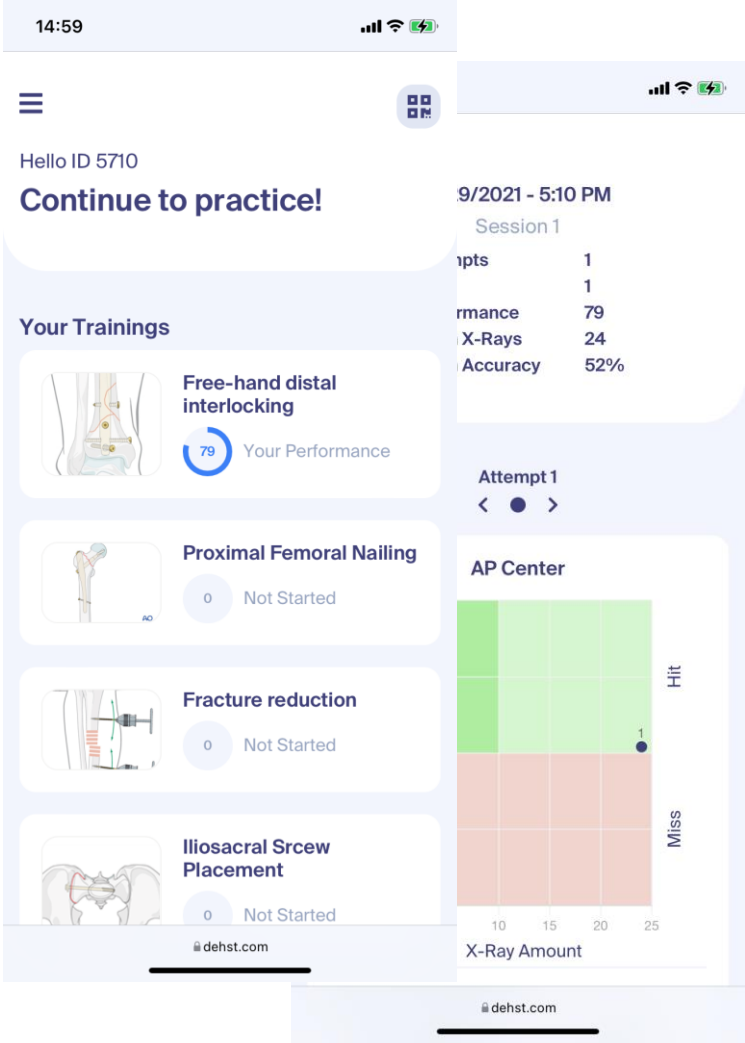 14:59
Hello ID 5710
Continue to practice!
Your Trainings
Free-hand distal
interlocking
79 Your Performance
Proximal Femoral Nailing
0 Not Started
AO
Fracture reduction
0 Not Started
Iliosacral Srcew
Placement
0 Not Started
dehst.com
9/2021 - 5:10 PM
Session 1
mpts 1
1
rmance 79
X-Rays 24
Accuracy 52%
Attempt 1
AP Center
Hit
1
Miss
10 15 20 25
X-Ray Amount
dehst.com